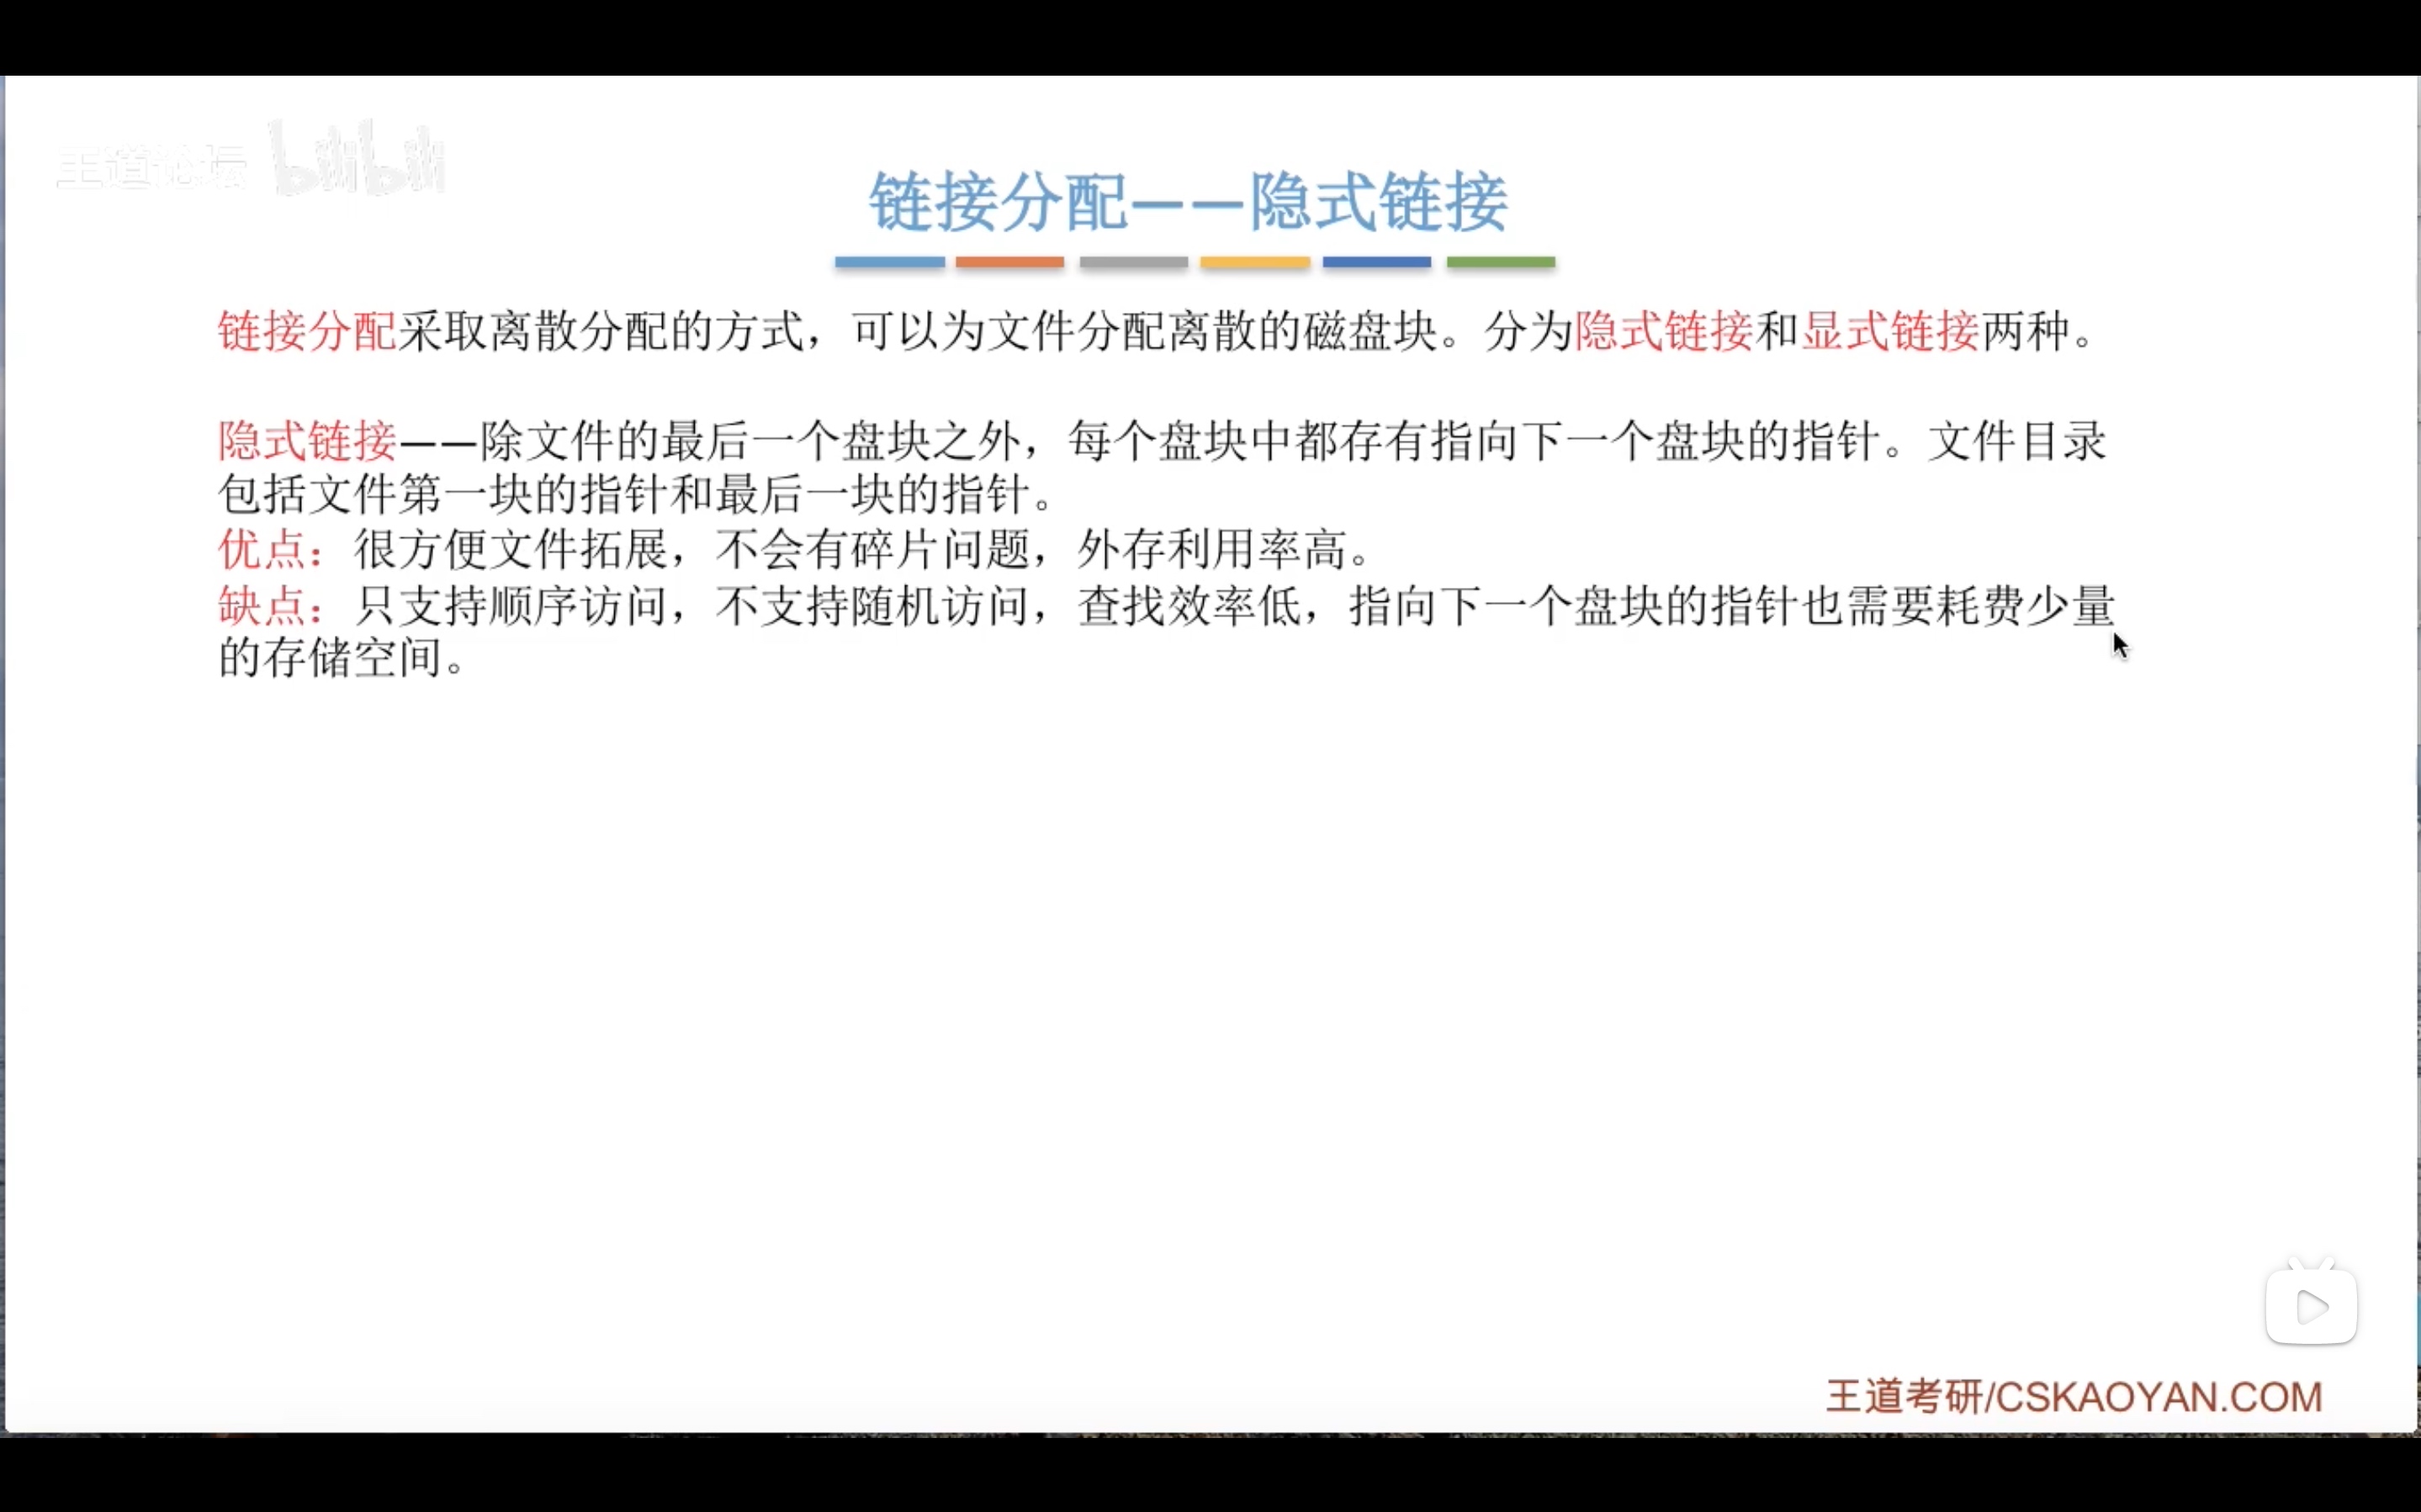 王道论坛 bilibili
链接分配——隐式链接
链接分配采取离散分配的方式，可以为文件分配离散的磁盘块。分为隐式链接和显式链接两种。
隐式链接——除文件的最后一个盘块之外，每个盘块中都存有指向下一个盘块的指针。文件目录
包括文件第一块的指针和最后一块的指针。
优点：很方便文件拓展，不会有碎片问题，外存利用率高。
缺点：只支持顺序访问，不支持随机访问，查找效率低，指向下一个盘块的指针也需要耗费少量
的存储空间。
王道考研/CSKAOYAN.COM